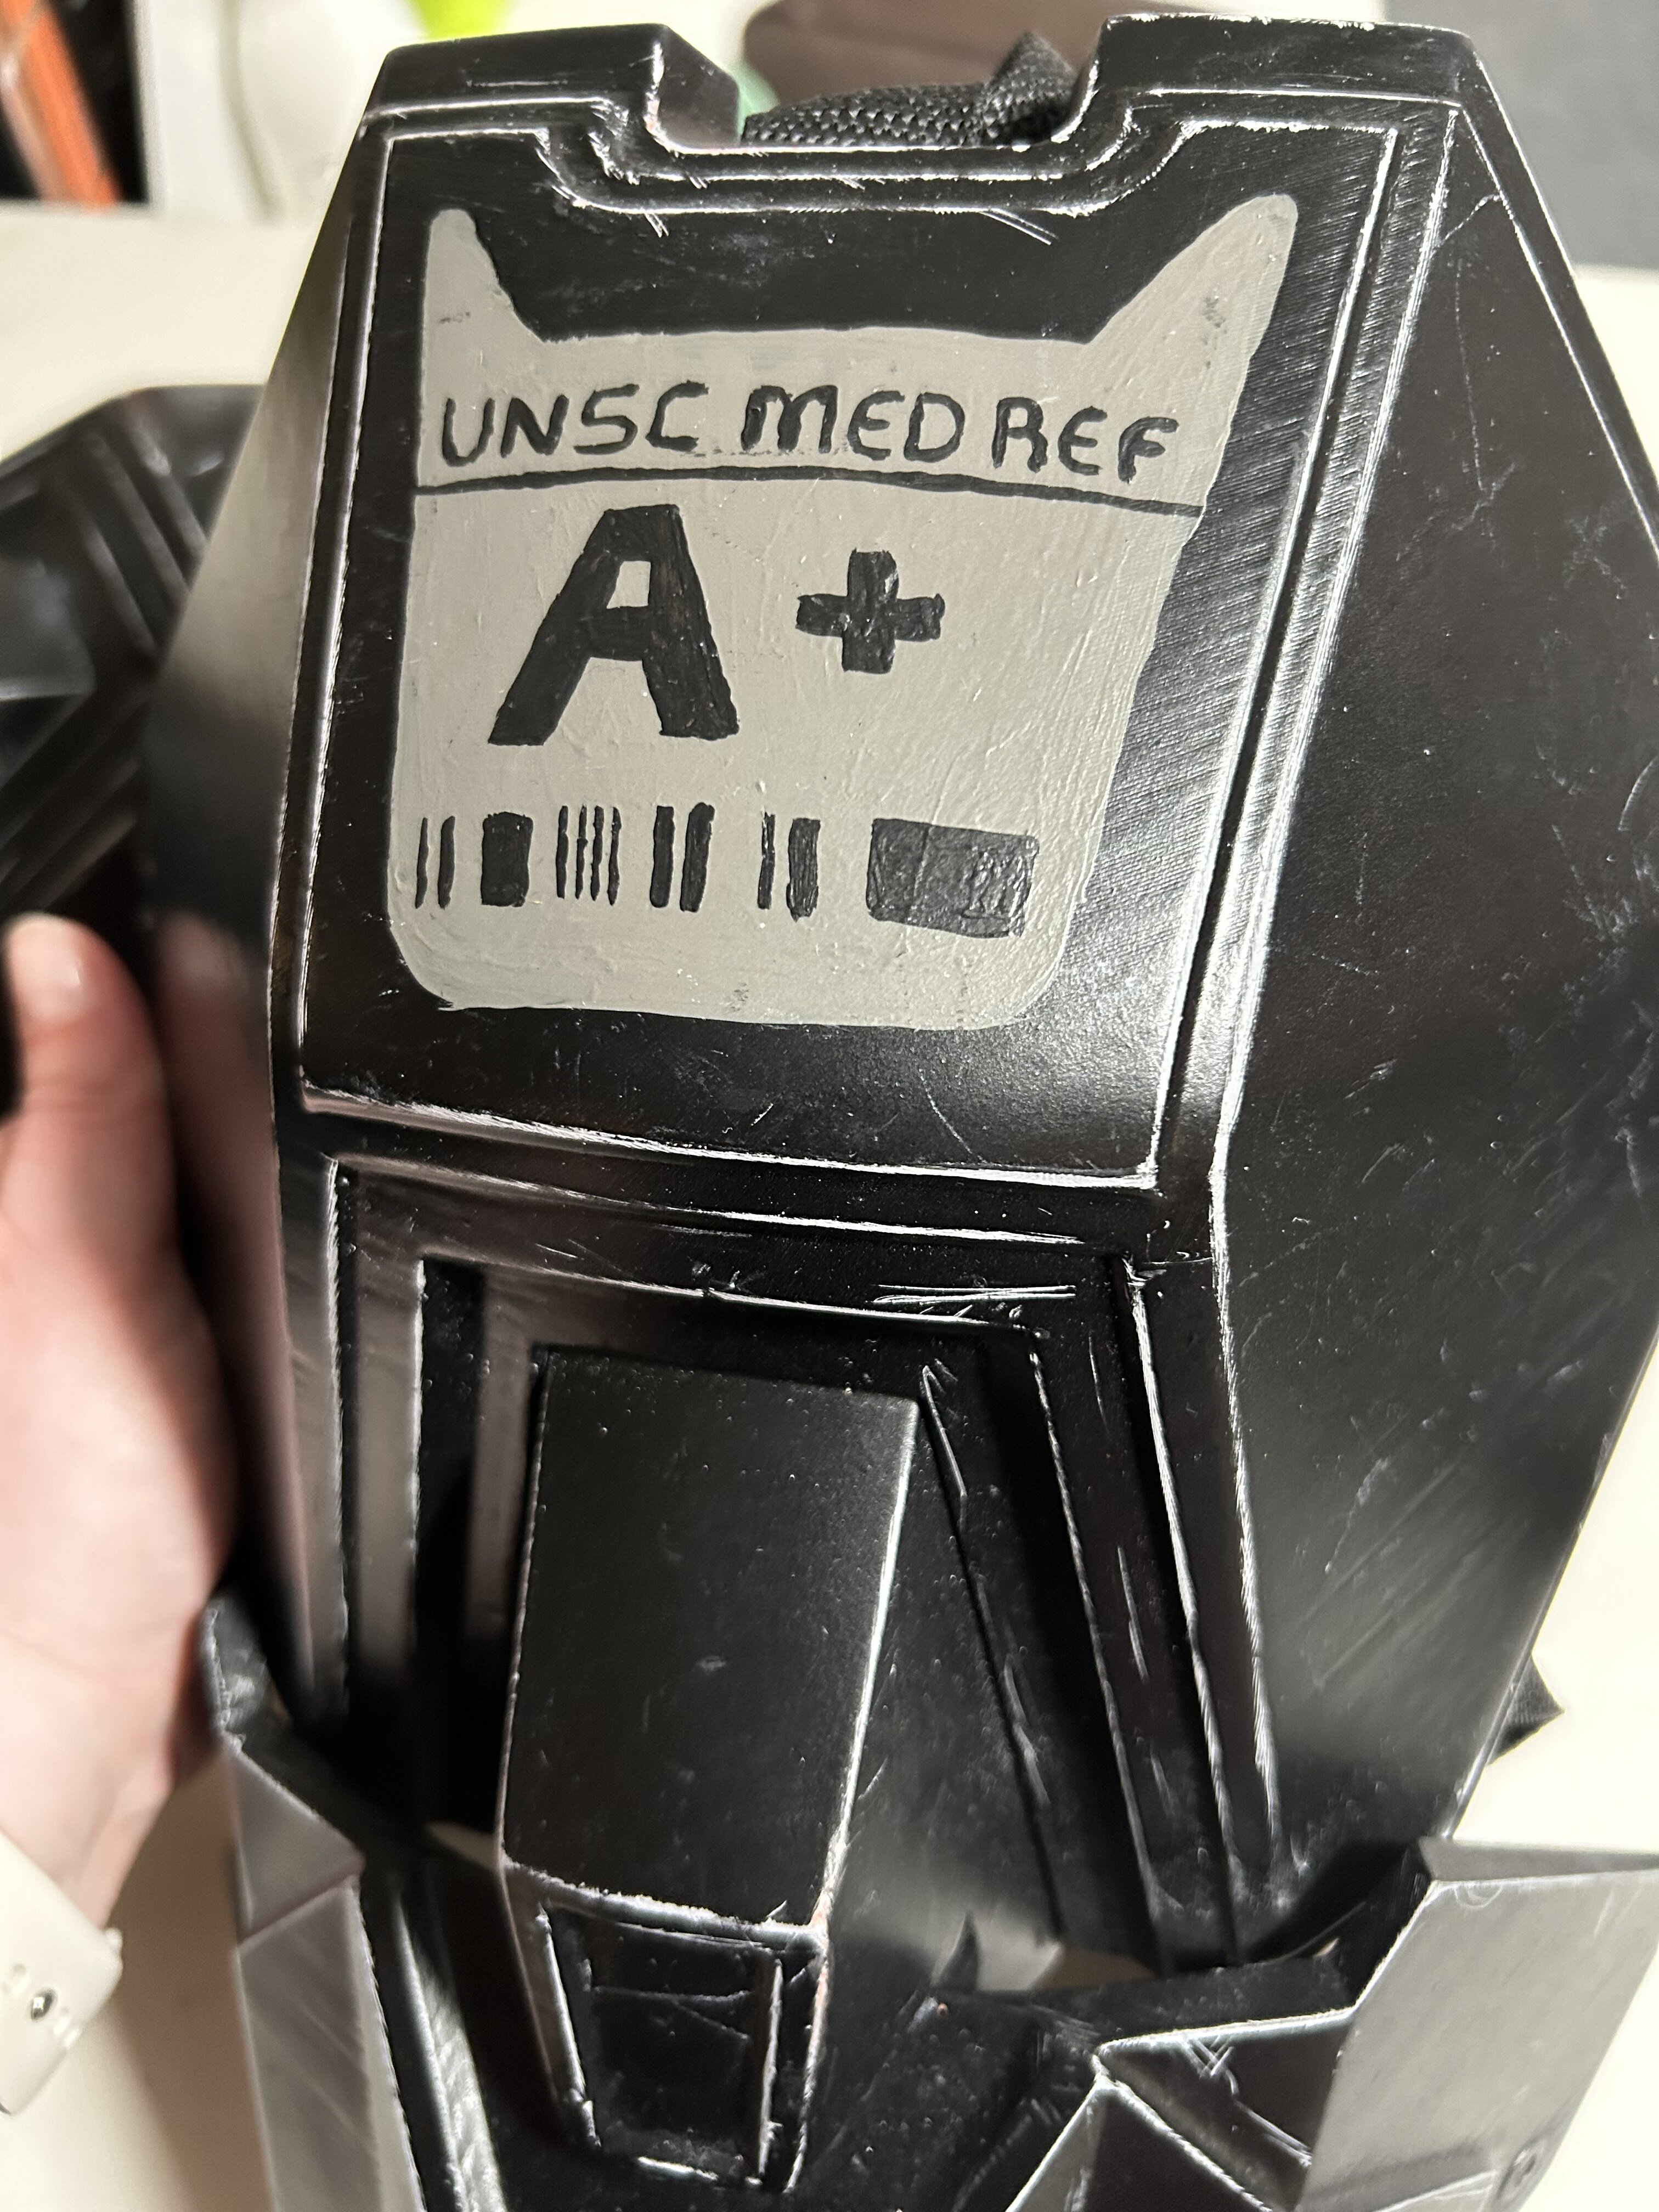 UNSC MED REF
A +